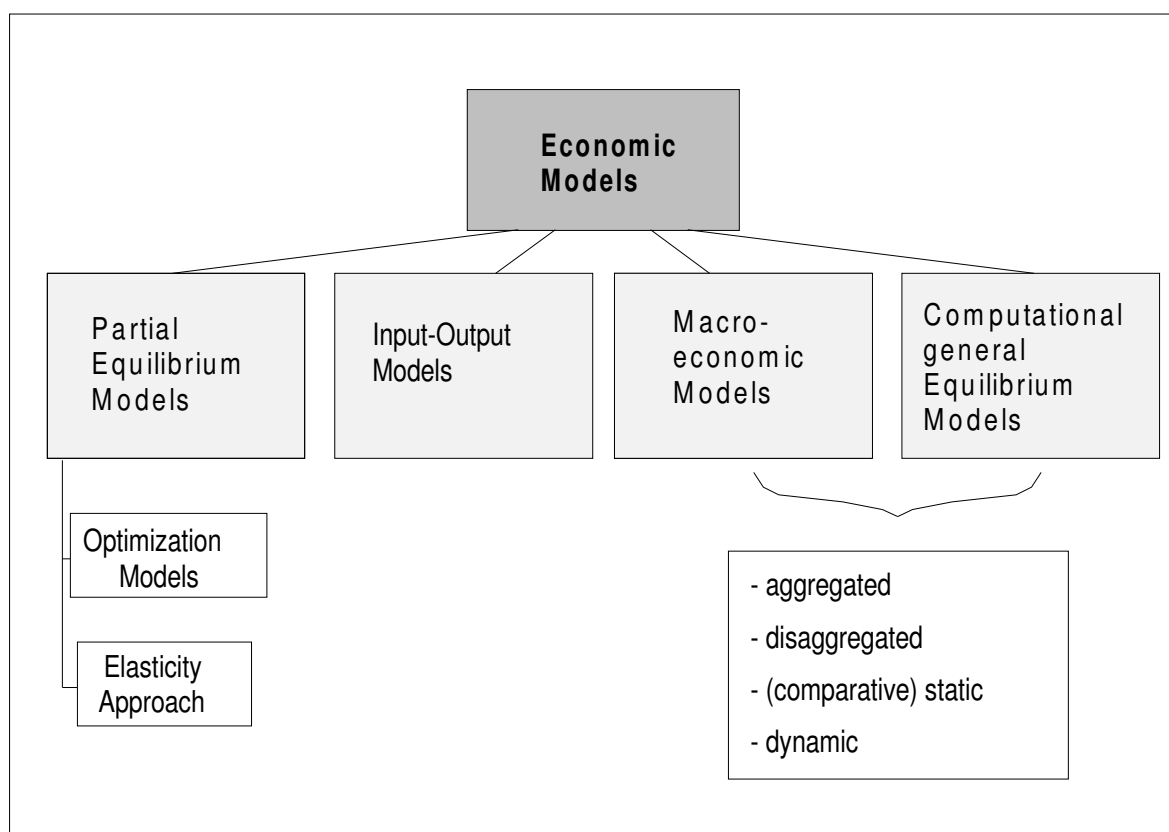 Economic
Models
Partial
Equilibrium
Models
Input-Output
Models
Macro-
economic
Models
Computational
general
Equilibrium
Models
Optimization
Models
Elasticity
Approach
- aggregated
- disaggregated
- (comparative) static
- dynamic